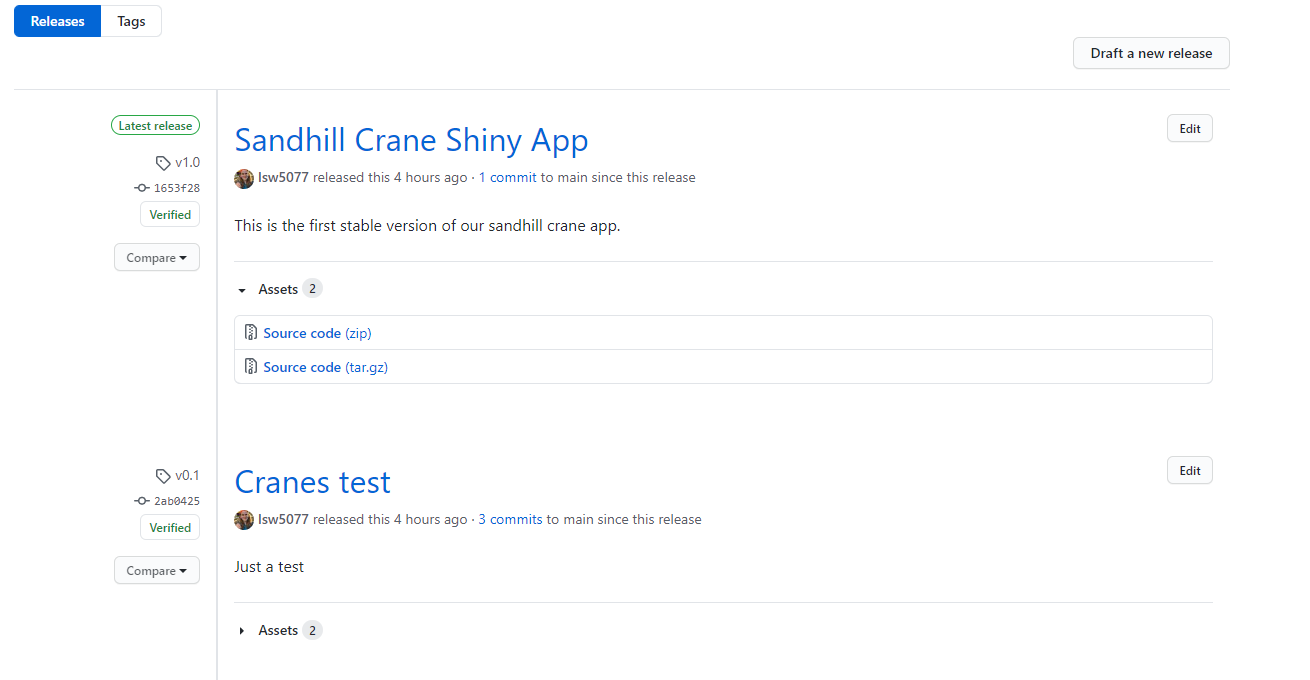 Releases Tags
Draft a new release
Latest release
v1.0
1653f28
Verified
Compare
Sandhill Crane Shiny App
Edit
lsw5077 released this 4 hours ago · 1 commit to main since this release
This is the first stable version of our sandhill crane app.
Assets 2
Source code (zip)
Source code (tar.gz)
v0.1
2ab0425
Verified
Compare
Cranes test
Edit
lsw5077 released this 4 hours ago · 3 commits to main since this release
Just a test
Assets 2